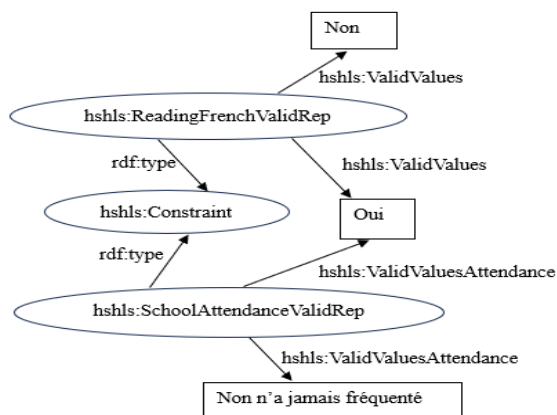 Non
hshls:ValidValues
hshls:ReadingFrenchValidRep
rdf:type
hshls:ValidValues
hshls:Constraint
Oui
rdf:type
hshls:ValidValuesAttendance
hshls:SchoolAttendanceValidRep
hshls:ValidValuesAttendance
Non n'a jamais fréquenté